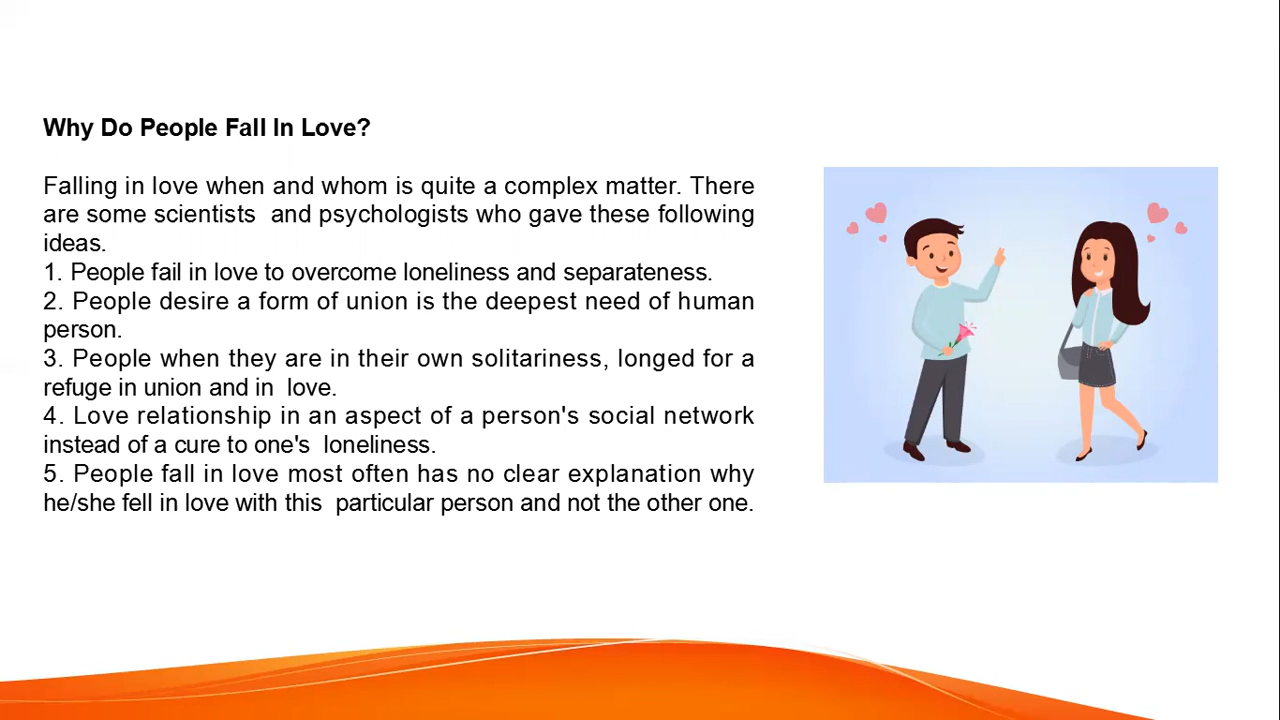 Why Do People Fall In Love?
Falling in love when and whom is quite a complex matter. There
are some scientists and psychologists who gave these following
ideas.
1. People fail in love to overcome loneliness and separateness.
2. People desire a form of union is the deepest need of human
person.
3. People when they are in their own solitariness, longed for a
refuge in union and in love.
4. Love relationship in an aspect of a person's social network
instead of a cure to one's loneliness.
5. People fall in love most often has no clear explanation why
he/she fell in love with this particular person and not the other one.